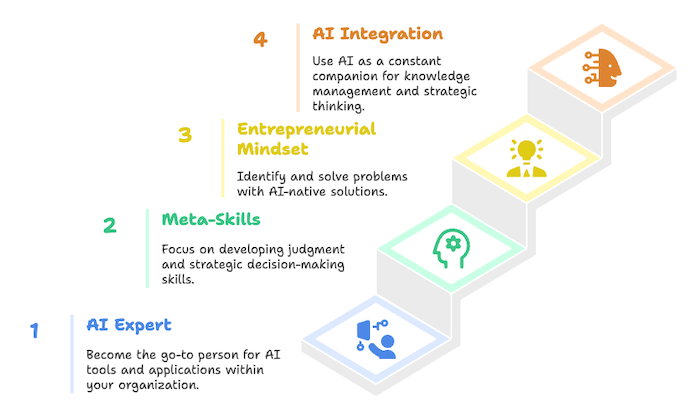 4
AI Integration
Use AI as a constant
companion for knowledge
management and strategic
thinking.
3
Entrepreneurial
Mindset
Identify and solve problems
with AI-native solutions.
2
Meta-Skills
Focus on developing judgment
and strategic decision-making
skills.
1
AI Expert
Become the go-to person for AI
tools and applications within
your organization.